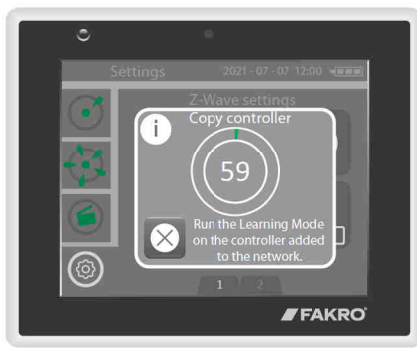 Settings 2021 - 07 - 07 12:00
Z-Wave settings
Copy controller
i
59
Run the Learning Mode
on the controller added
to the network.
1 2
FAKRO®